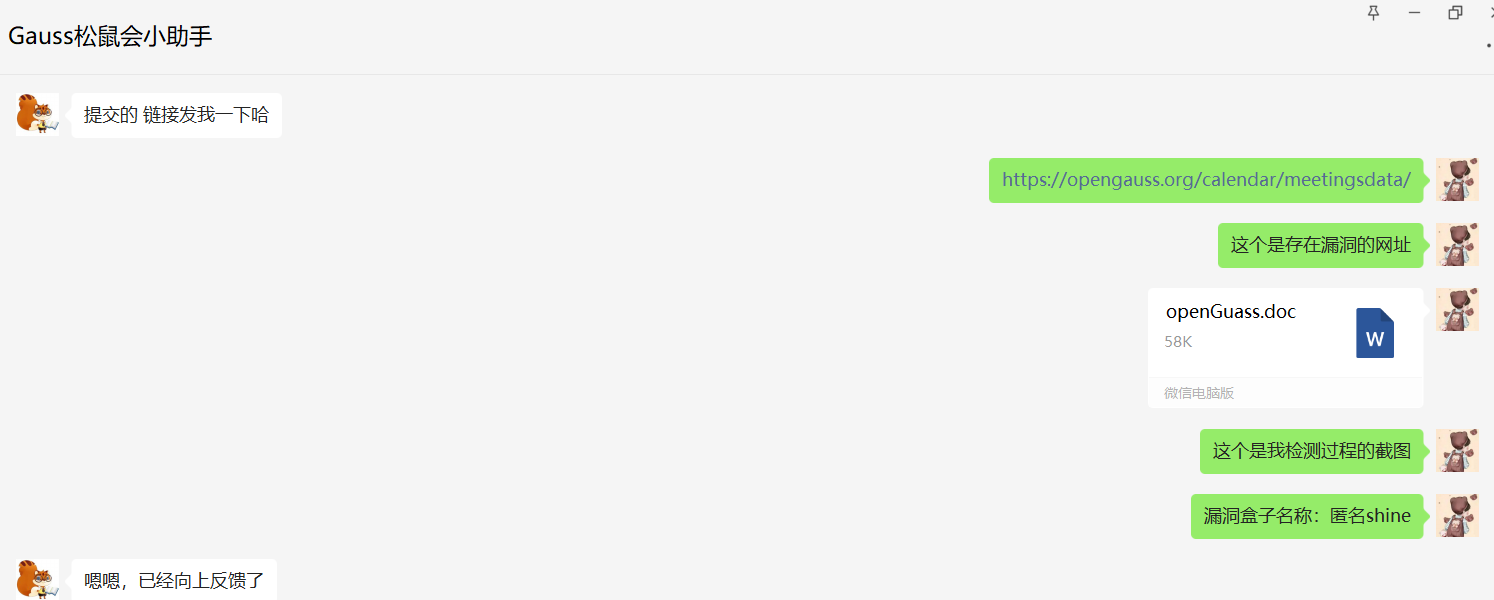 Gauss松鼠会小助手
提交的 链接发我一下哈
https://opengauss.org/calendar/meetingsdata/
这个是存在漏洞的网址
openGuass.doc
58K
W
微信电脑版
这个是我检测过程的截图
漏洞盒子名称：匿名shine
嗯嗯，已经向上反馈了